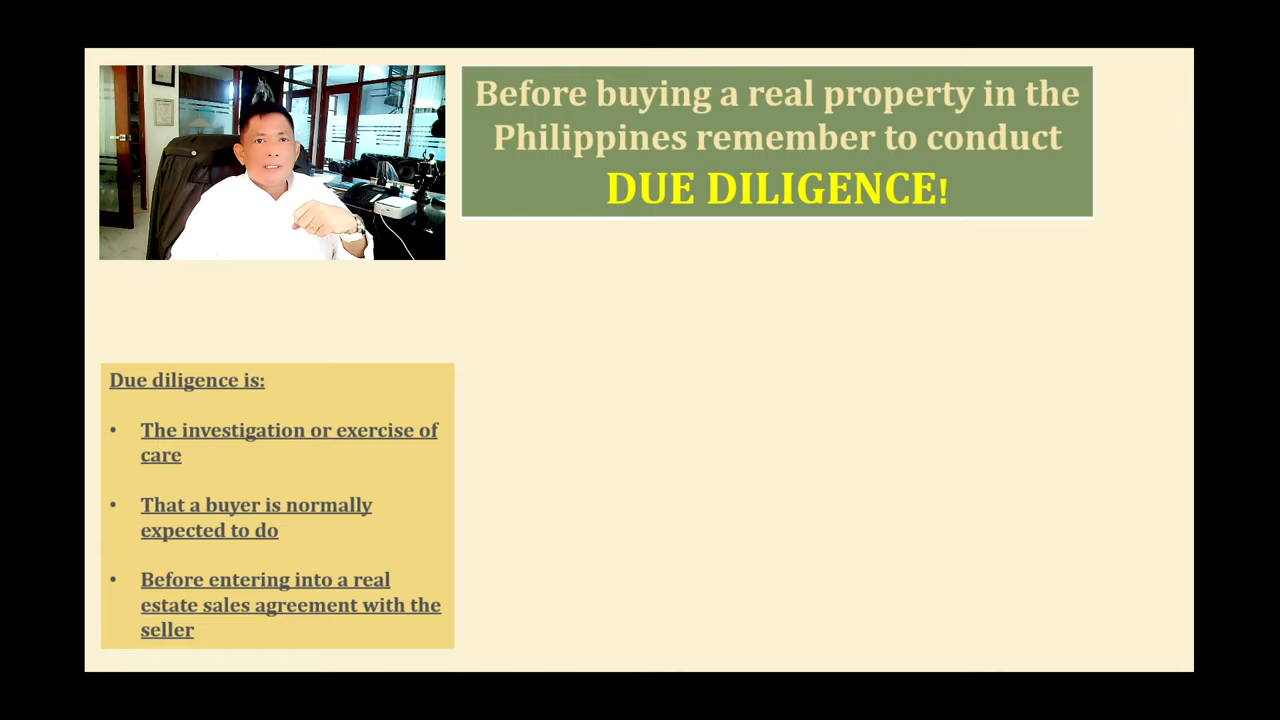 Before buying a real property in the
Philippines remember to conduct
DUE DILIGENCE!
Due diligence is:
• The investigation or exercise of
care
• That a buyer is normally
expected to do
• Before entering into a real
estate sales agreement with the
seller